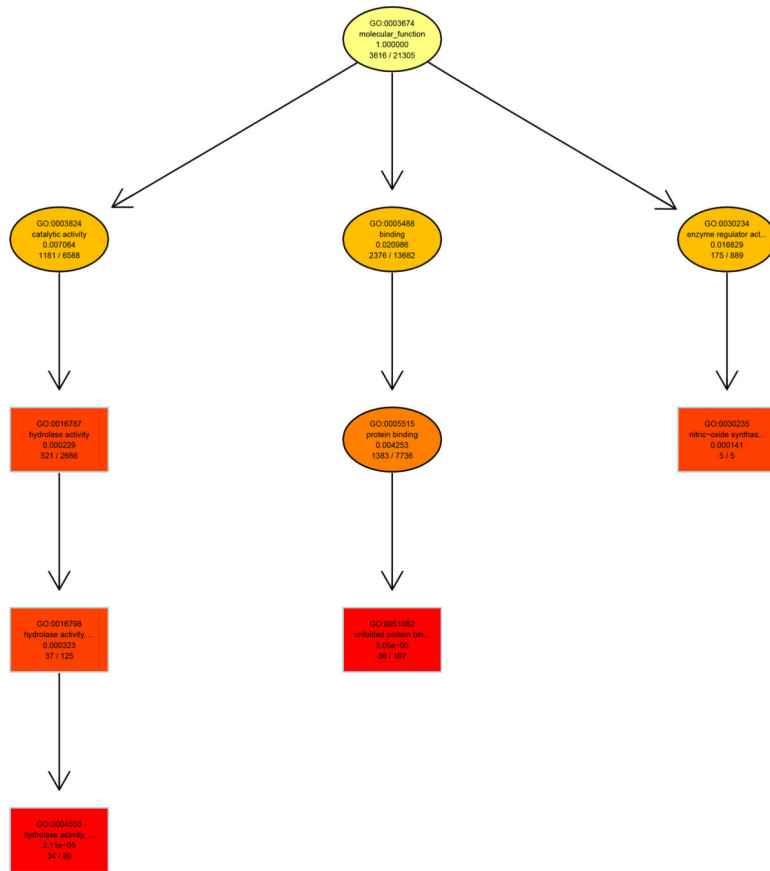 GO:0003674
molecular_function
1.000000
3616 / 21305
GO:0003824
catalytic activity
0.007064
1181 / 6588
GO:0005488
binding
0.020986
2376 / 13682
GO:0030234
enzyme regulator act...
0.016829
175 / 889
GO:0016787
hydrolase activity
0.000229
521 / 2686
GO:0005515
protein binding
0.004253
1383 / 7736
GO:0030235
nitric−oxide synthas...
0.000141
5 / 5
GO:0016798
hydrolase activity, ...
0.000323
37 / 125
GO:0051082
unfolded protein bin...
2.05e−05
36 / 107
GO:0004553
hydrolase activity, ...
2.11e−05
34 / 99